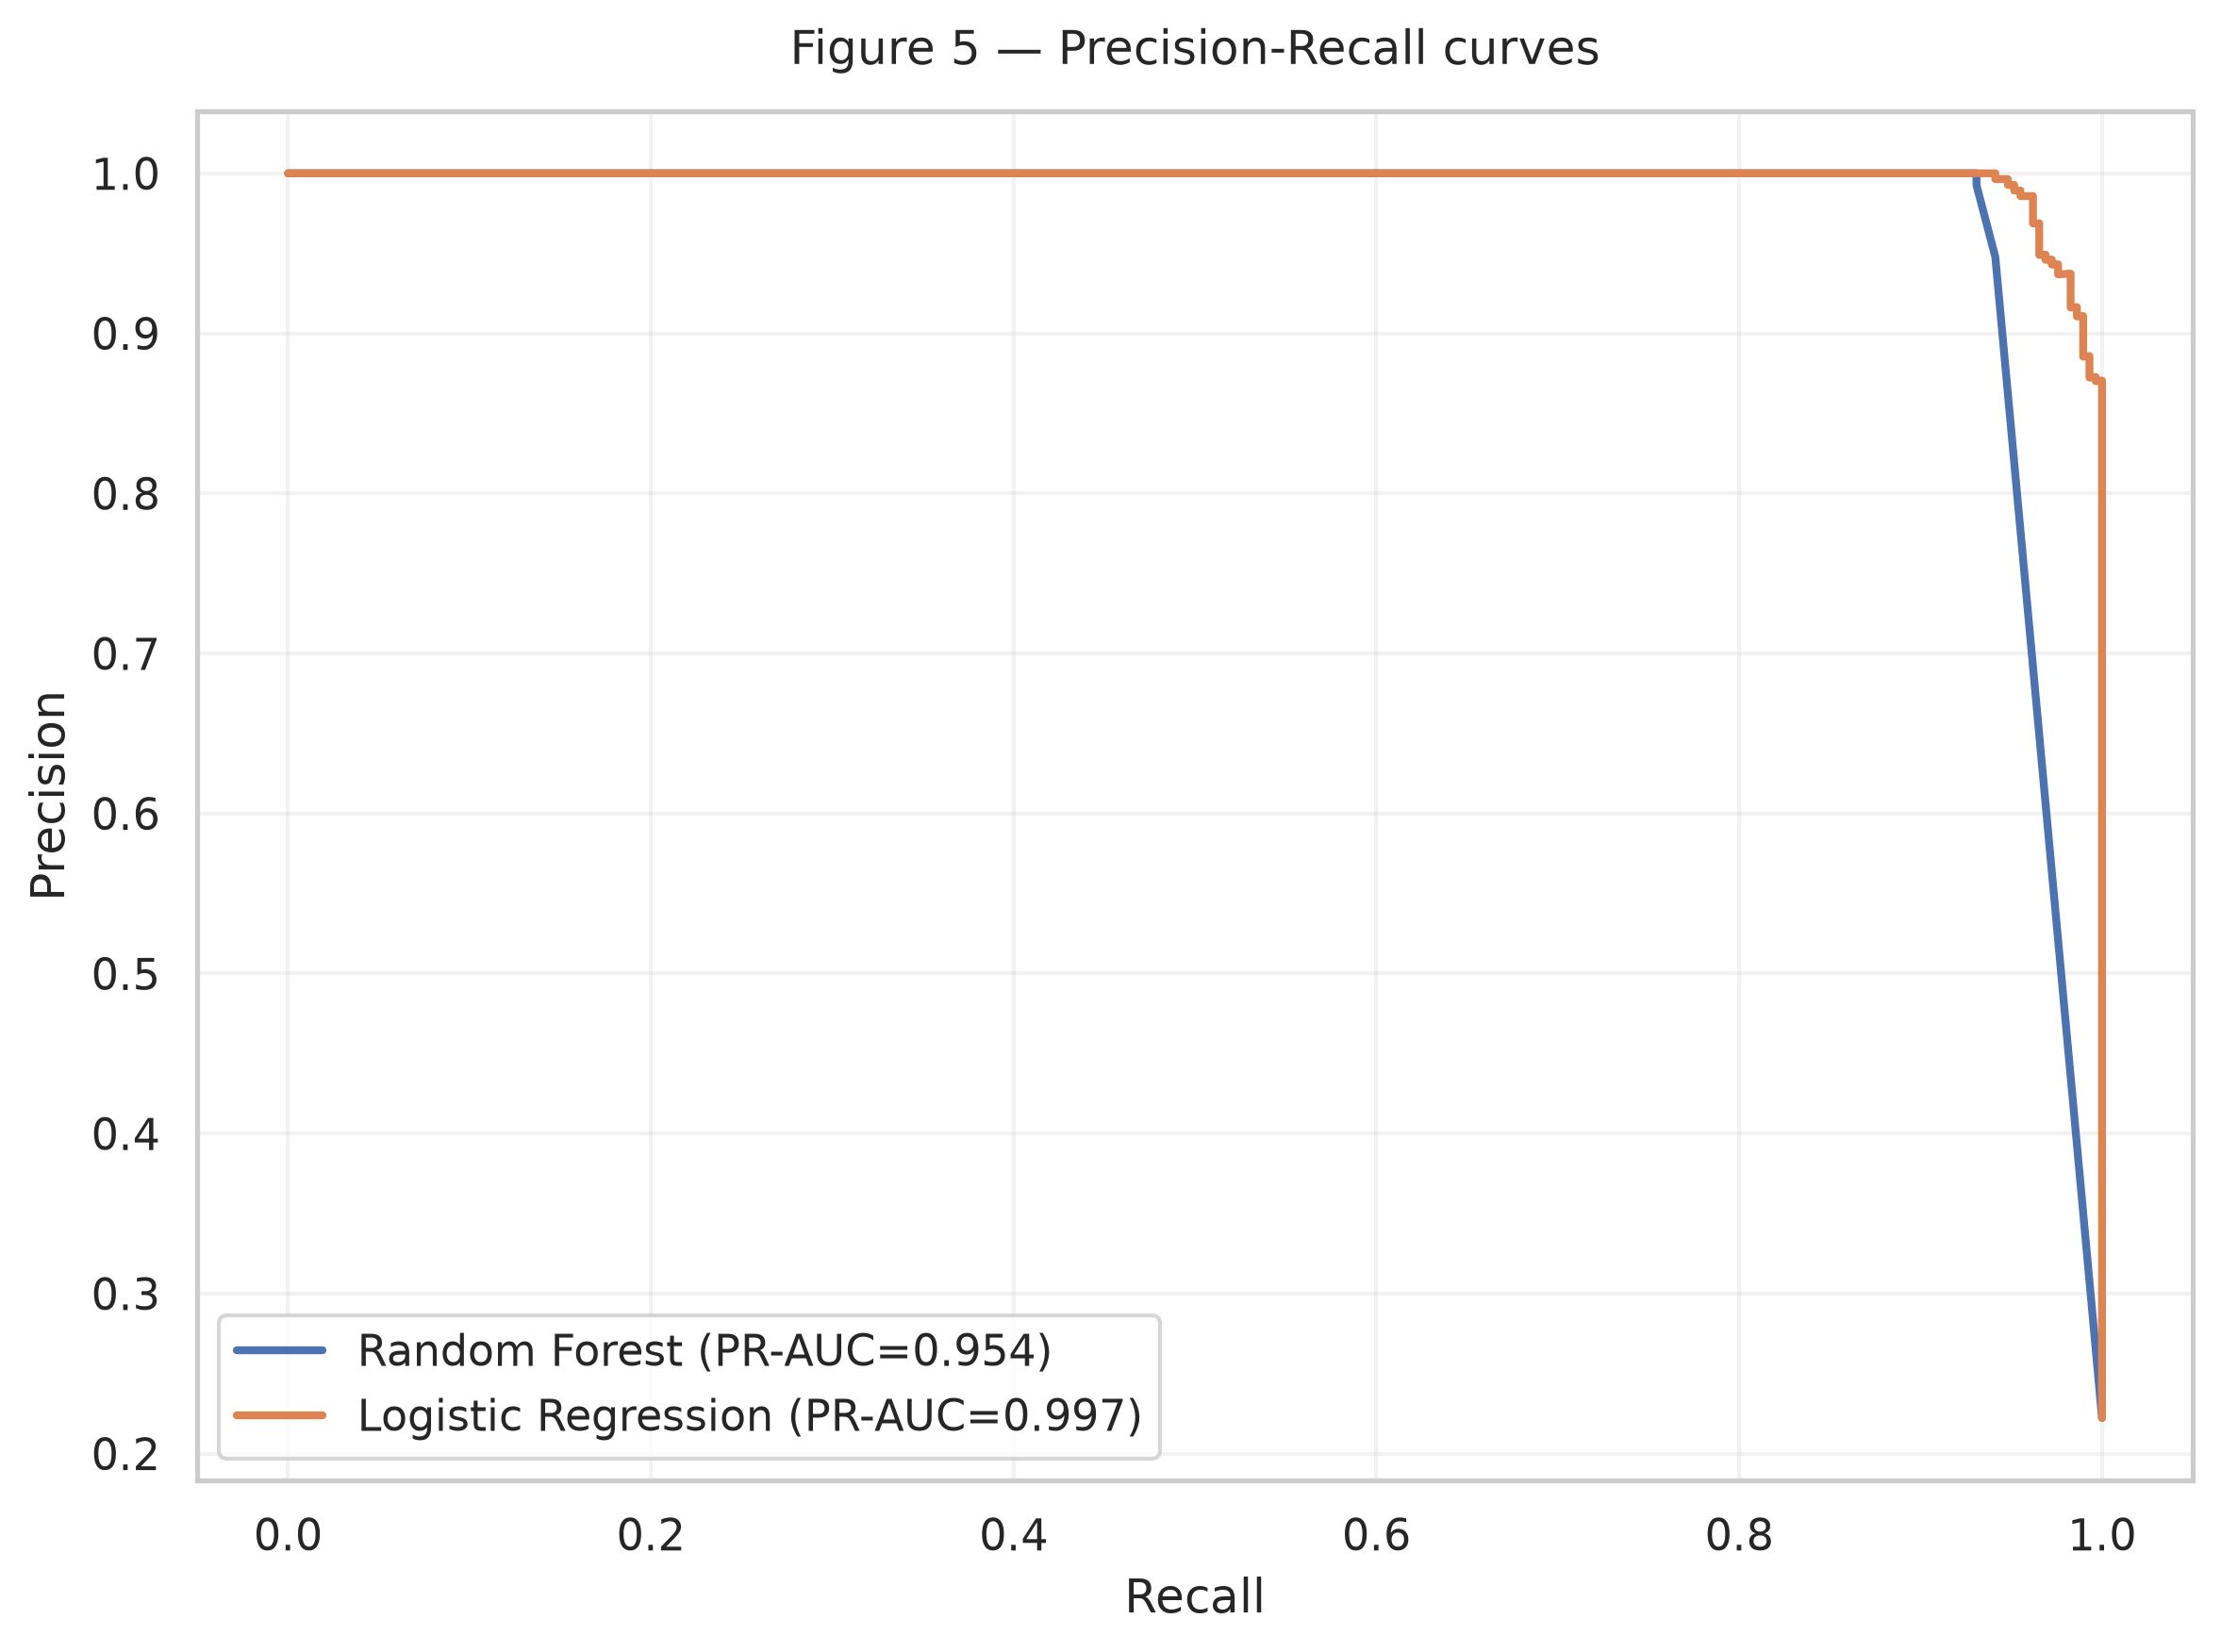 Figure 5 — Precision-Recall curves
1.0
0.9
0.8
0.7
0.6
0.5
0.4
0.3
0.2
Precision
Random Forest (PR-AUC=0.954)
Logistic Regression (PR-AUC=0.997)
0.0 0.2 0.4 0.6 0.8 1.0
Recall